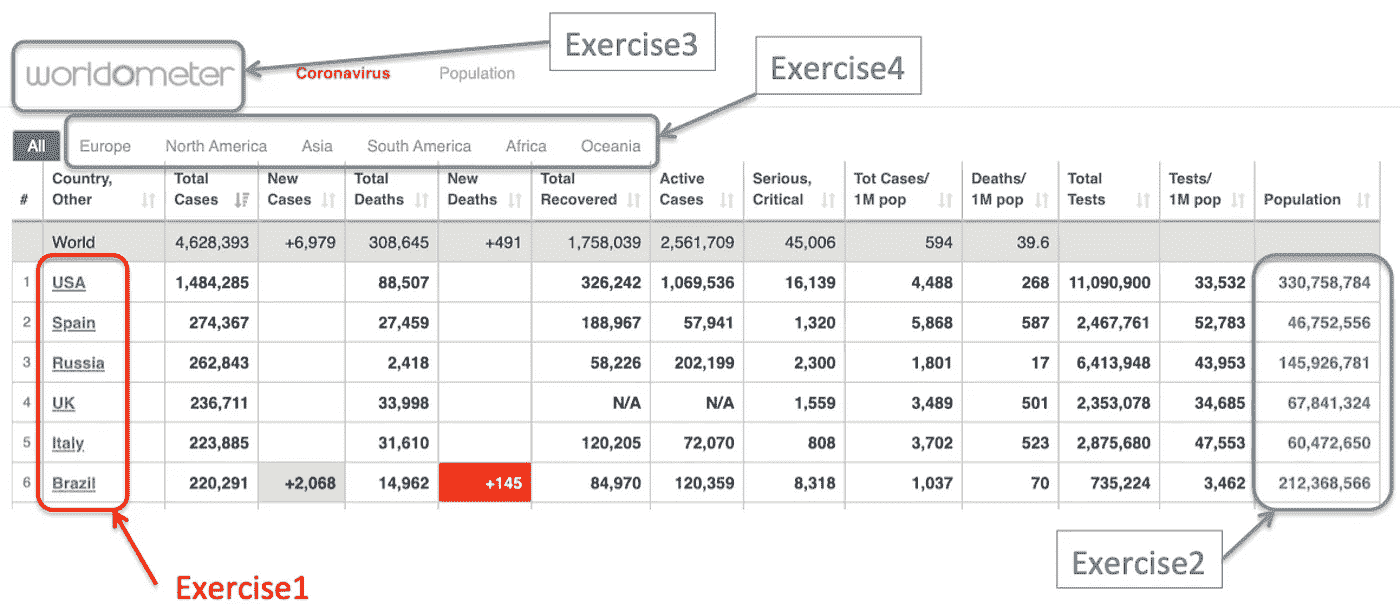 Exercise3
Exercise4
worldometer Coronavirus Population
All Europe North America Asia South America Africa Oceania
# Country, Other Total Cases New Cases Total Deaths New Deaths Total Recovered Active Cases Serious, Critical Tot Cases/ 1M pop Deaths/ 1M pop Total Tests Tests/ 1M pop Population
World 4,628,393 +6,979 308,645 +491 1,758,039 2,561,709 45,006 594 39.6
1 USA 1,484,285 88,507 326,242 1,069,536 16,139 4,488 268 11,090,900 33,532 330,758,784
2 Spain 274,367 27,459 188,967 57,941 1,320 5,868 587 2,467,761 52,783 46,752,556
3 Russia 262,843 2,418 58,226 202,199 2,300 1,801 17 6,413,948 43,953 145,926,781
4 UK 236,711 33,998 N/A N/A 1,559 3,489 501 2,353,078 34,685 67,841,324
5 Italy 223,885 31,610 120,205 72,070 808 3,702 523 2,875,680 47,553 60,472,650
6 Brazil 220,291 +2,068 14,962 +145 84,970 120,359 8,318 1,037 70 735,224 3,462 212,368,566
Exercise2
Exercise1